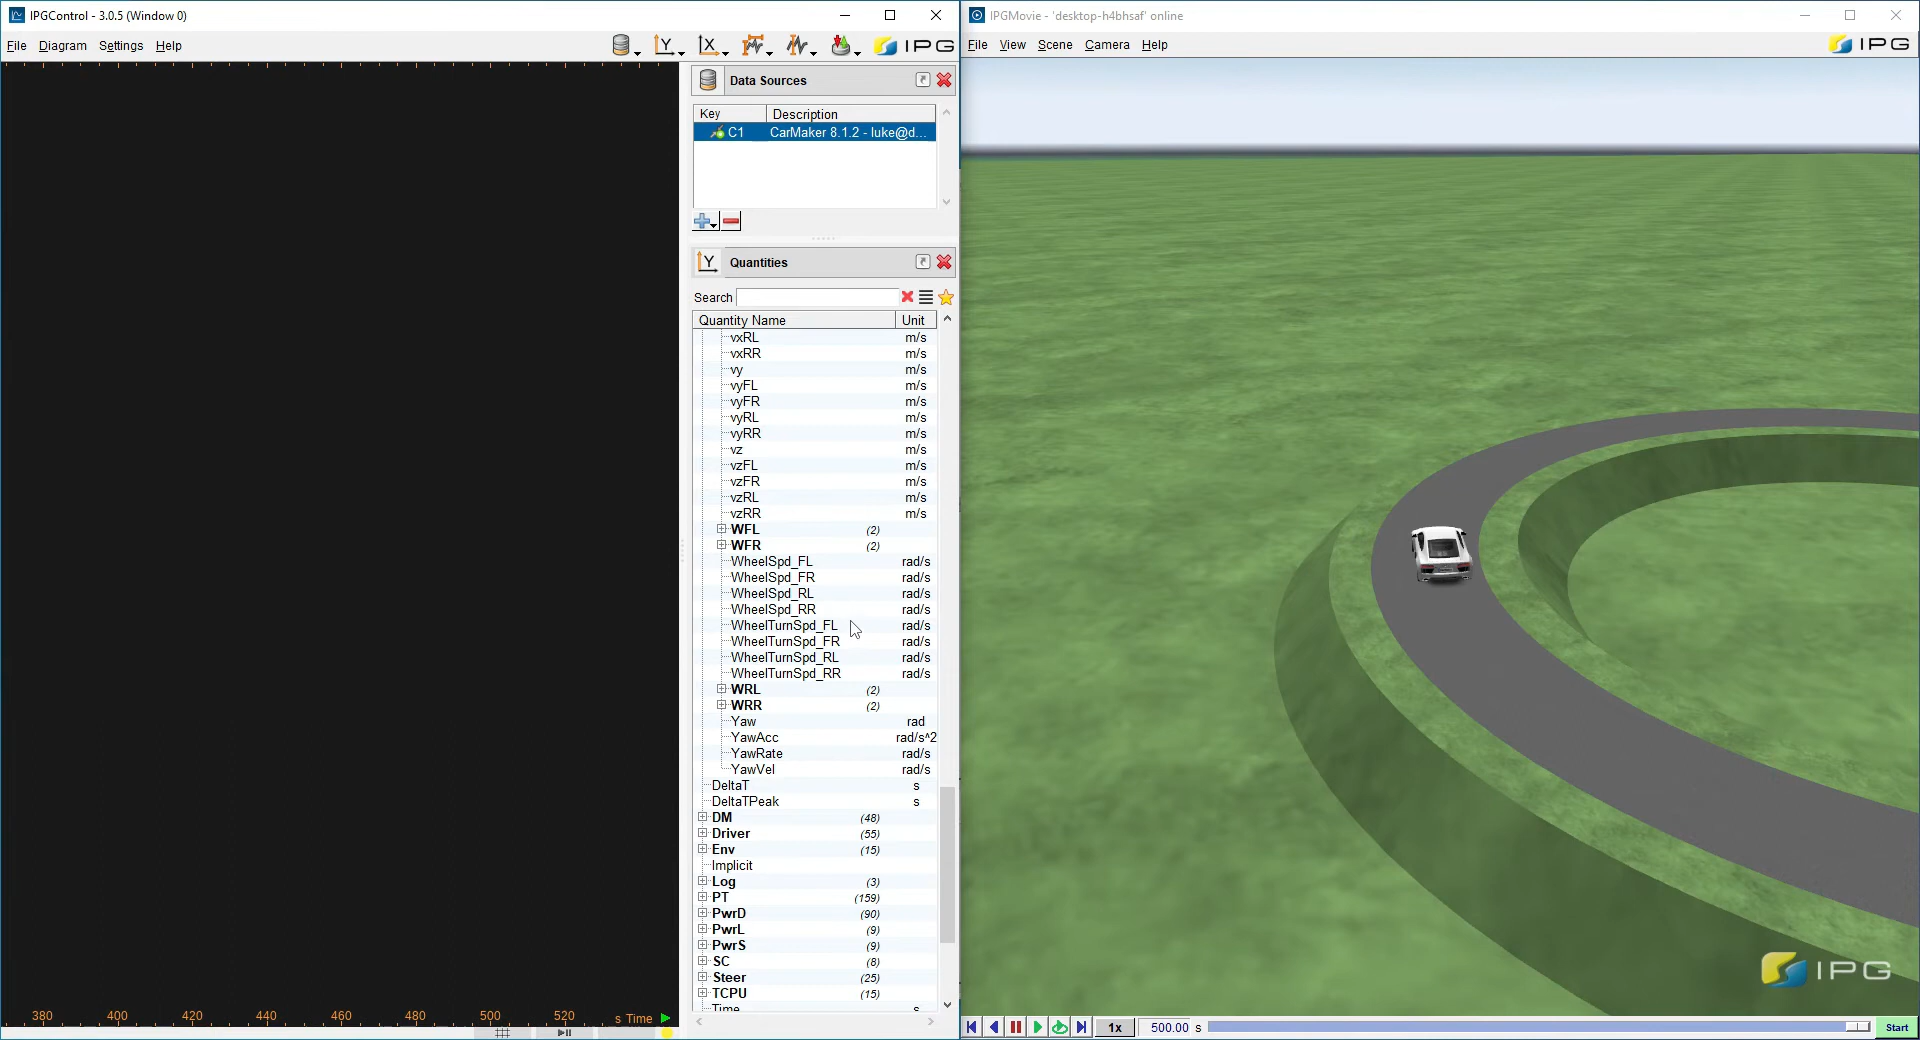 IPGControl - 3.0.5 (Window 0)
File Diagram Settings Help
IPG
Data Sources
Key Description
C1 CarMaker 8.1.2 - luke@d...
Quantities
Search
Quantity Name Unit
vxRL m/s
vxRR m/s
vy m/s
vyFL m/s
vyFR m/s
vyRL m/s
vyRR m/s
vz m/s
vzFL m/s
vzFR m/s
vzRL m/s
vzRR m/s
WFL (2)
WFR (2)
WheelSpd_FL rad/s
WheelSpd_FR rad/s
WheelSpd_RL rad/s
WheelSpd_RR rad/s
WheelTurnSpd_FL rad/s
WheelTurnSpd_FR rad/s
WheelTurnSpd_RL rad/s
WheelTurnSpd_RR rad/s
WRL (2)
WRR (2)
Yaw rad
YawAcc rad/s^2
YawRate rad/s
YawVel rad/s
DeltaT s
DeltaTPeak s
DM (48)
Driver (55)
Env (15)
Implicit
Log (3)
PT (159)
PwrD (90)
PwrL (9)
PwrS (9)
SC (8)
Steer (25)
TCPU (15)
Time s
380 400 420 440 460 480 500 520 s Time
IPGMovie - 'desktop-h4bhsaf' online
File View Scene Camera Help
IPG
IPG
1x 500.00 s Start